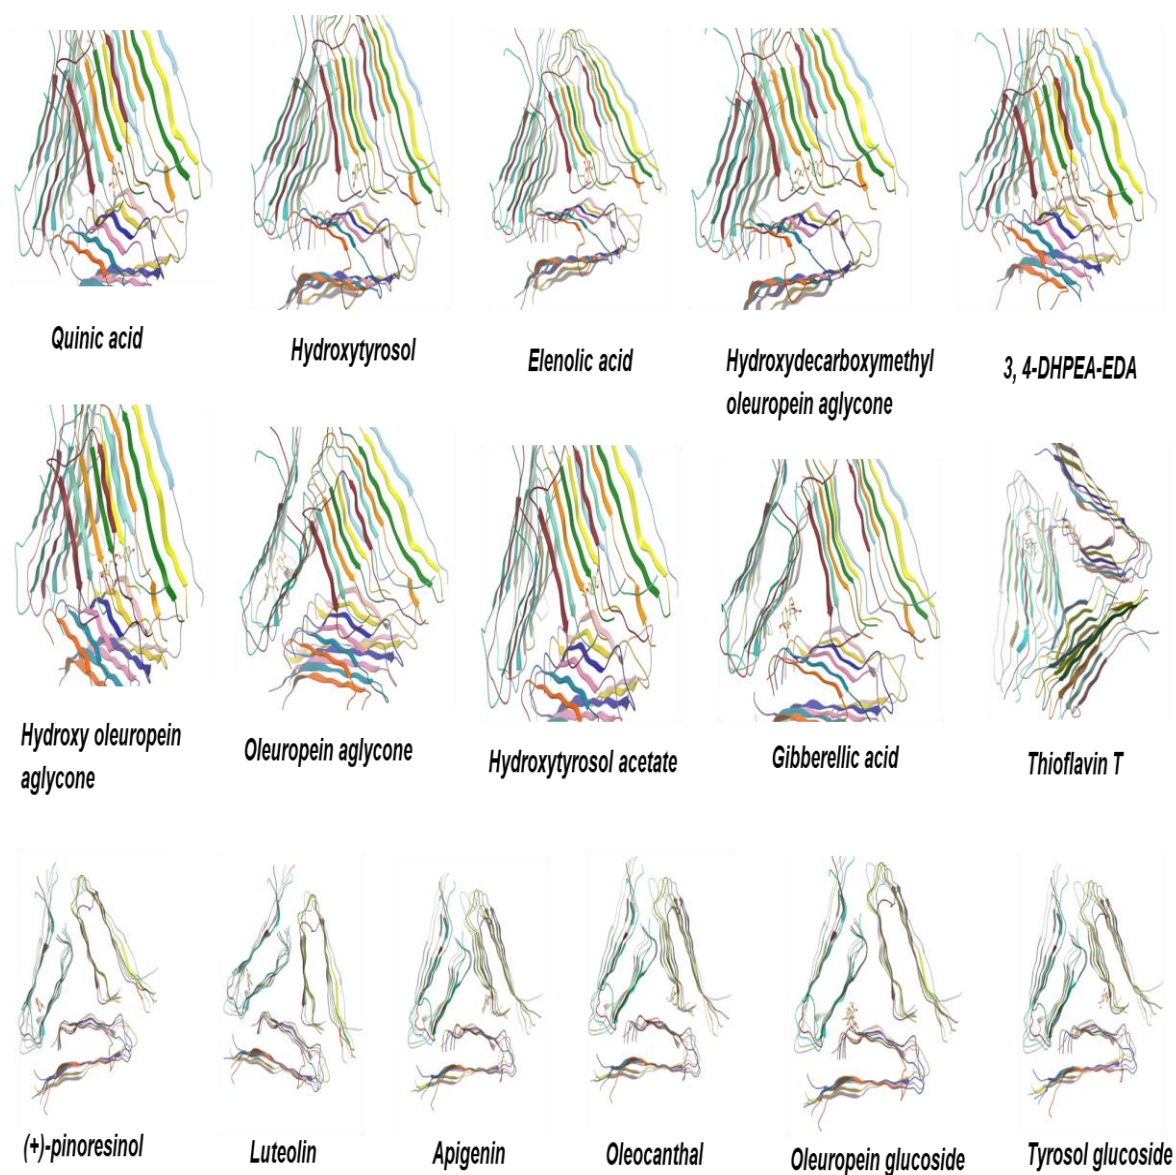 Quinic acid
Hydroxytyrosol
Elenolic acid
Hydroxydecarboxymethyl
oleuropein aglycone
3, 4-DHPEA-EDA
Hydroxy oleuropein
aglycone
Oleuropein aglycone
Hydroxytyrosol acetate
Gibberellic acid
Thioflavin T
(+)-pinoresinol
Luteolin
Apigenin
Oleocanthal
Oleuropein glucoside
Tyrosol glucoside